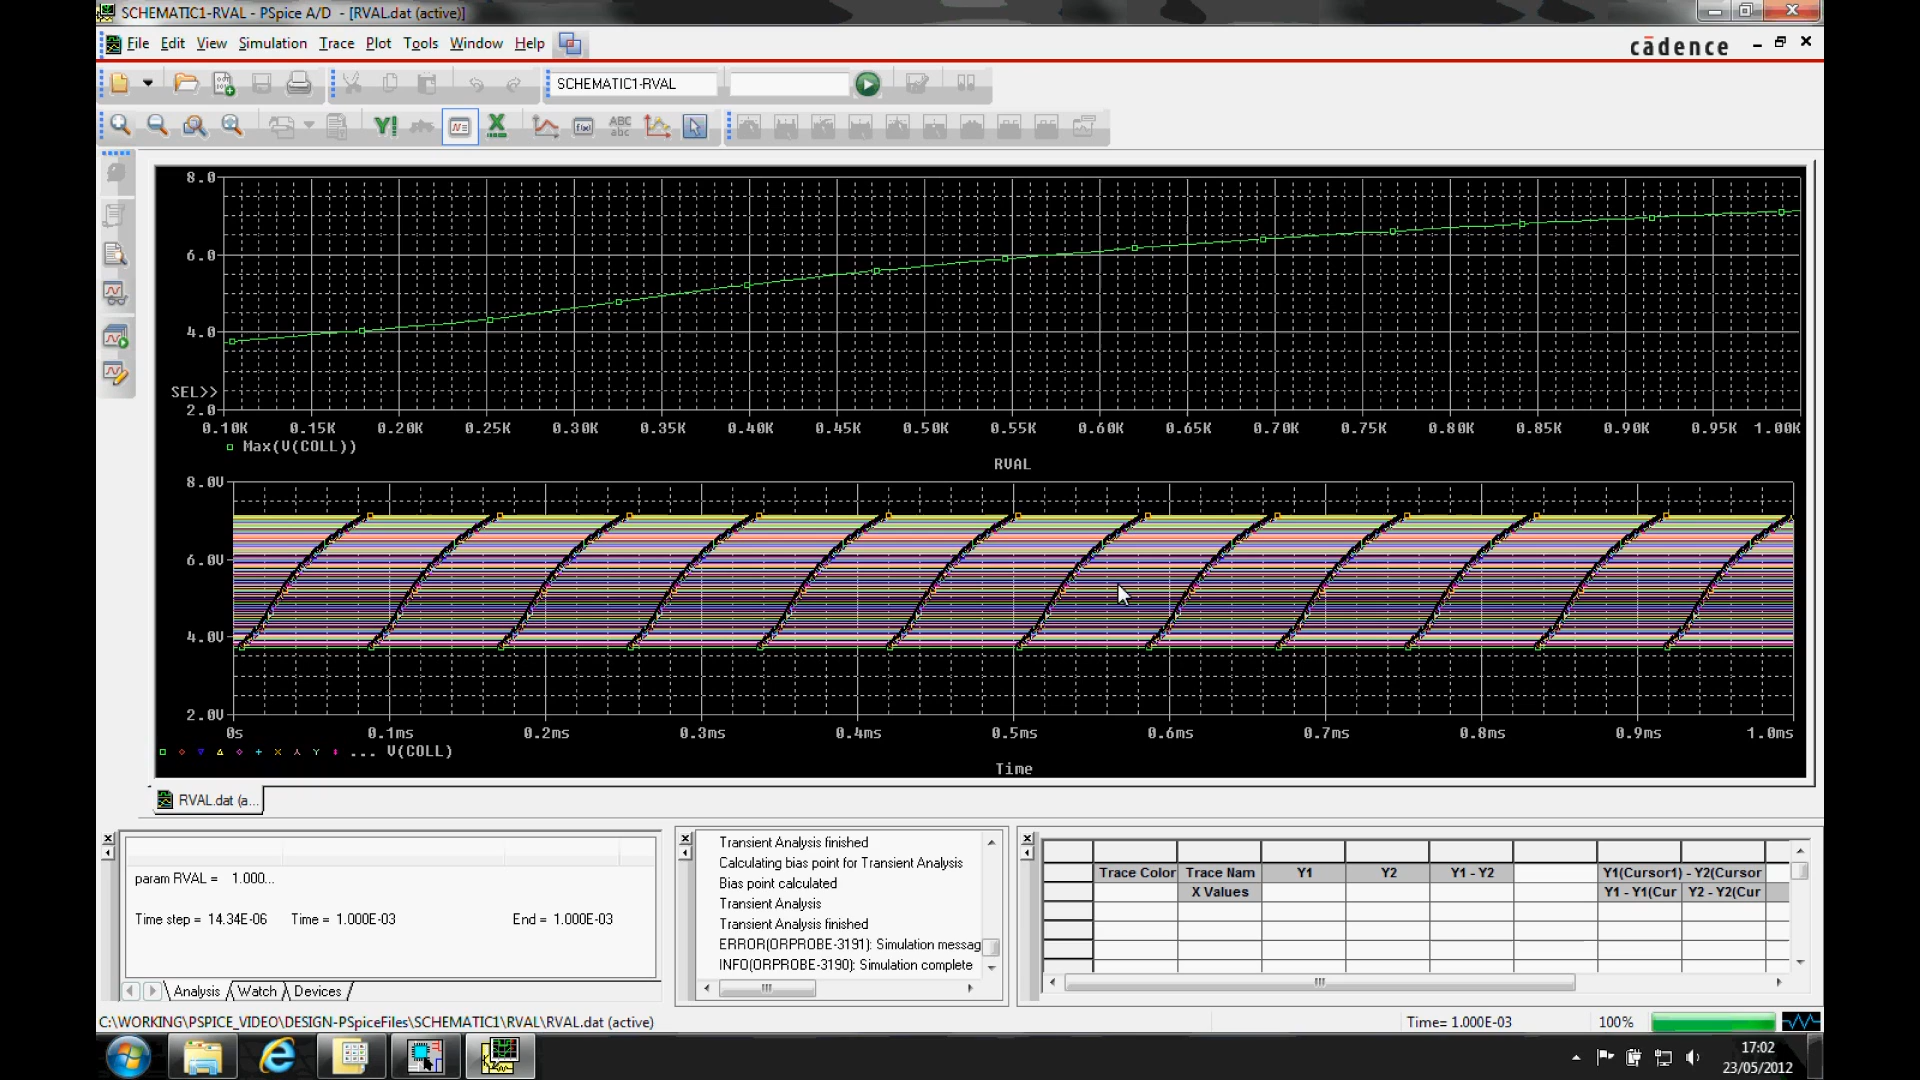 SCHEMATIC1-RVAL - PSpice A/D - [RVAL.dat (active)]
File Edit View Simulation Trace Plot Tools Window Help
cādence
SCHEMATIC1-RVAL
Y!
ABC
abc
8.0
6.0
4.0
SEL>>
2.0
0.10K 0.15K 0.20K 0.25K 0.30K 0.35K 0.40K 0.45K 0.50K 0.55K 0.60K 0.65K 0.70K 0.75K 0.80K 0.85K 0.90K 0.95K 1.00K
Max(V(COLL))
RVAL
8.0V
6.0V
4.0V
2.0V
0s 0.1ms 0.2ms 0.3ms 0.4ms 0.5ms 0.6ms 0.7ms 0.8ms 0.9ms 1.0ms
... V(COLL)
Time
RVAL.dat (a...
param RVAL = 1.000...
Time step = 14.34E-06 Time = 1.000E-03 End = 1.000E-03
Analysis Watch Devices
Transient Analysis finished
Calculating bias point for Transient Analysis
Bias point calculated
Transient Analysis
Transient Analysis finished
ERROR(ORPROBE-3191): Simulation messag
INFO(ORPROBE-3190): Simulation complete
Trace Color Trace Nam Y1 Y2 Y1 - Y2 Y1(Cursor1) - Y2(Cursor
X Values Y1 - Y1(Cur Y2 - Y2(Cur
C:\WORKING\PSPICE_VIDEO\DESIGN-PSpiceFiles\SCHEMATIC1\RVAL\RVAL.dat (active)
Time= 1.000E-03 100%
17:02
23/05/2012